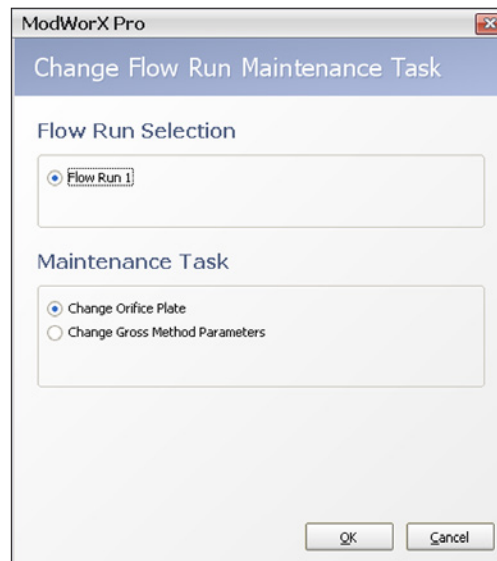 ModWorX Pro
Change Flow Run Maintenance Task
Flow Run Selection
Flow Run 1
Maintenance Task
Change Orifice Plate
Change Gross Method Parameters
OK
Cancel